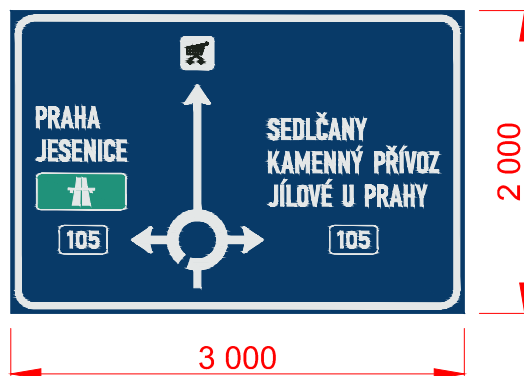 PRAHA
JESENICE
105
SEDLČANY
KAMENNÝ PŘÍVOZ
JÍLOVÉ U PRAHY
105
2 000
3 000